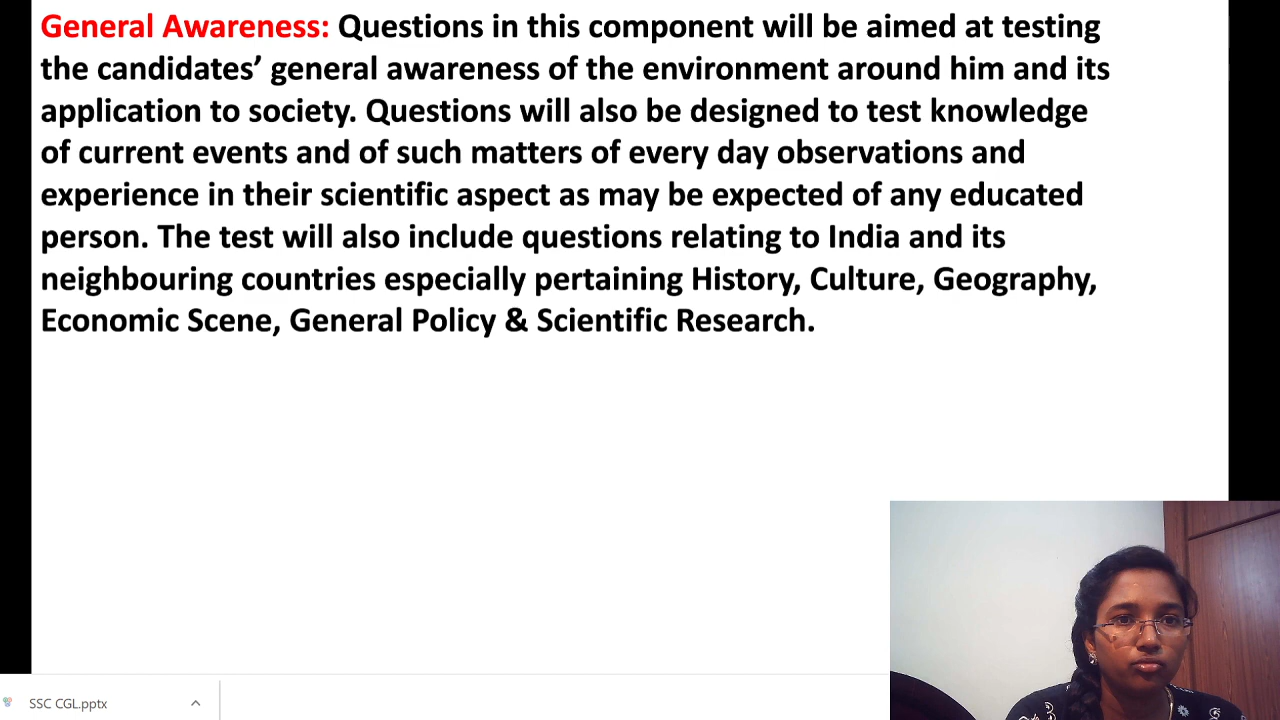 General Awareness: Questions in this component will be aimed at testing
the candidates’ general awareness of the environment around him and its
application to society. Questions will also be designed to test knowledge
of current events and of such matters of every day observations and
experience in their scientific aspect as may be expected of any educated
person. The test will also include questions relating to India and its
neighbouring countries especially pertaining History, Culture, Geography,
Economic Scene, General Policy & Scientific Research.
SSC CGL.pptx